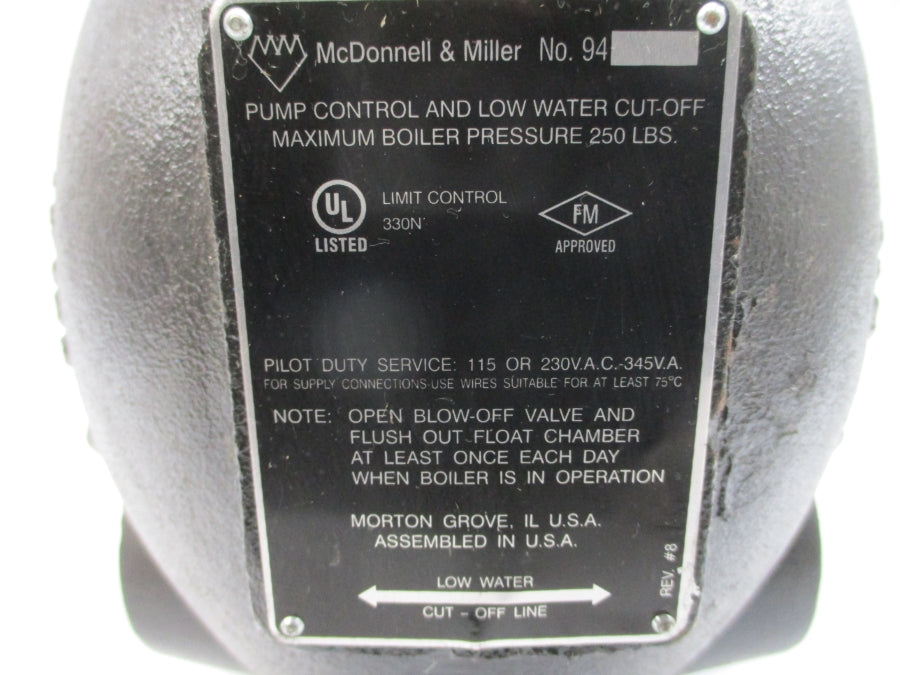 McDonnell & Miller No. 94
PUMP CONTROL AND LOW WATER CUT-OFF
MAXIMUM BOILER PRESSURE 250 LBS.
UL
LISTED
LIMIT CONTROL
330N
FM
APPROVED
PILOT DUTY SERVICE: 115 OR 230V.A.C.-345V.A.
FOR SUPPLY CONNECTIONS USE WIRES SUITABLE FOR AT LEAST 75°C
NOTE: OPEN BLOW-OFF VALVE AND
FLUSH OUT FLOAT CHAMBER
AT LEAST ONCE EACH DAY
WHEN BOILER IS IN OPERATION
MORTON GROVE, IL U.S.A.
ASSEMBLED IN U.S.A.
REV. #8
LOW WATER
CUT - OFF LINE